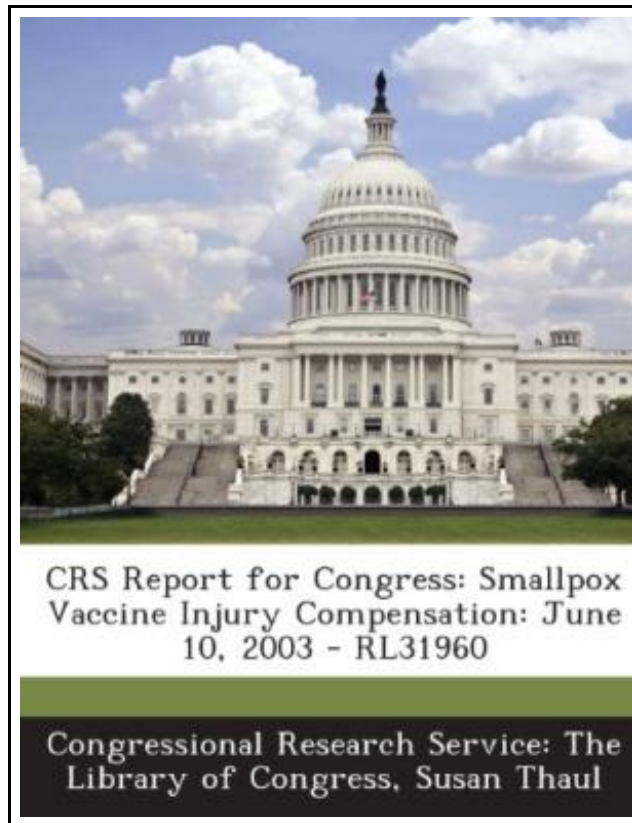 CRS Report for Congress: Smallpox
Vaccine Injury Compensation: June
10, 2003 - RL31960
Congressional Research Service: The
Library of Congress, Susan Thaul